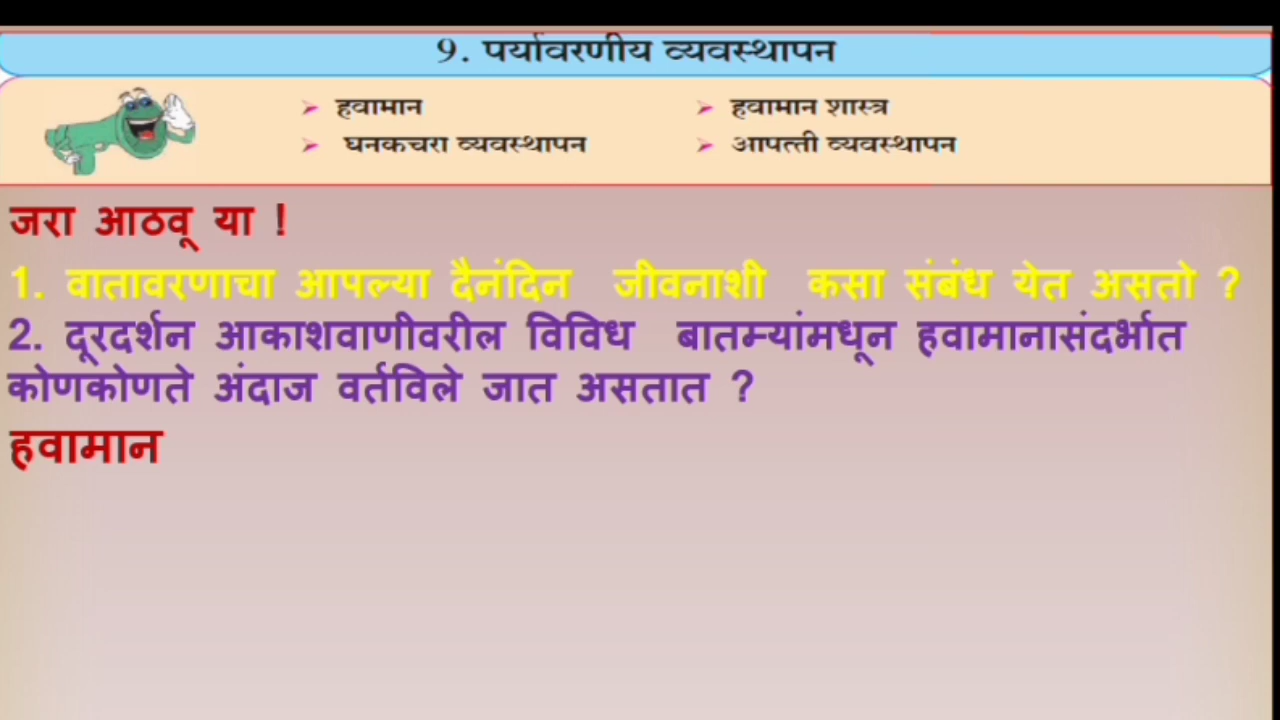 9. पर्यावरणीय व्यवस्थापन
➢ हवामान ➢ हवामान शास्त्र
➢ घनकचरा व्यवस्थापन ➢ आपत्ती व्यवस्थापन
जरा आठवू या !
1. वातावरणाचा आपल्या दैनंदिन जीवनाशी कसा संबंध येत असतो ?
2. दूरदर्शन आकाशवाणीवरील विविध बातम्यांमधून हवामानासंदर्भात
कोणकोणते अंदाज वर्तविले जात असतात ?
हवामान